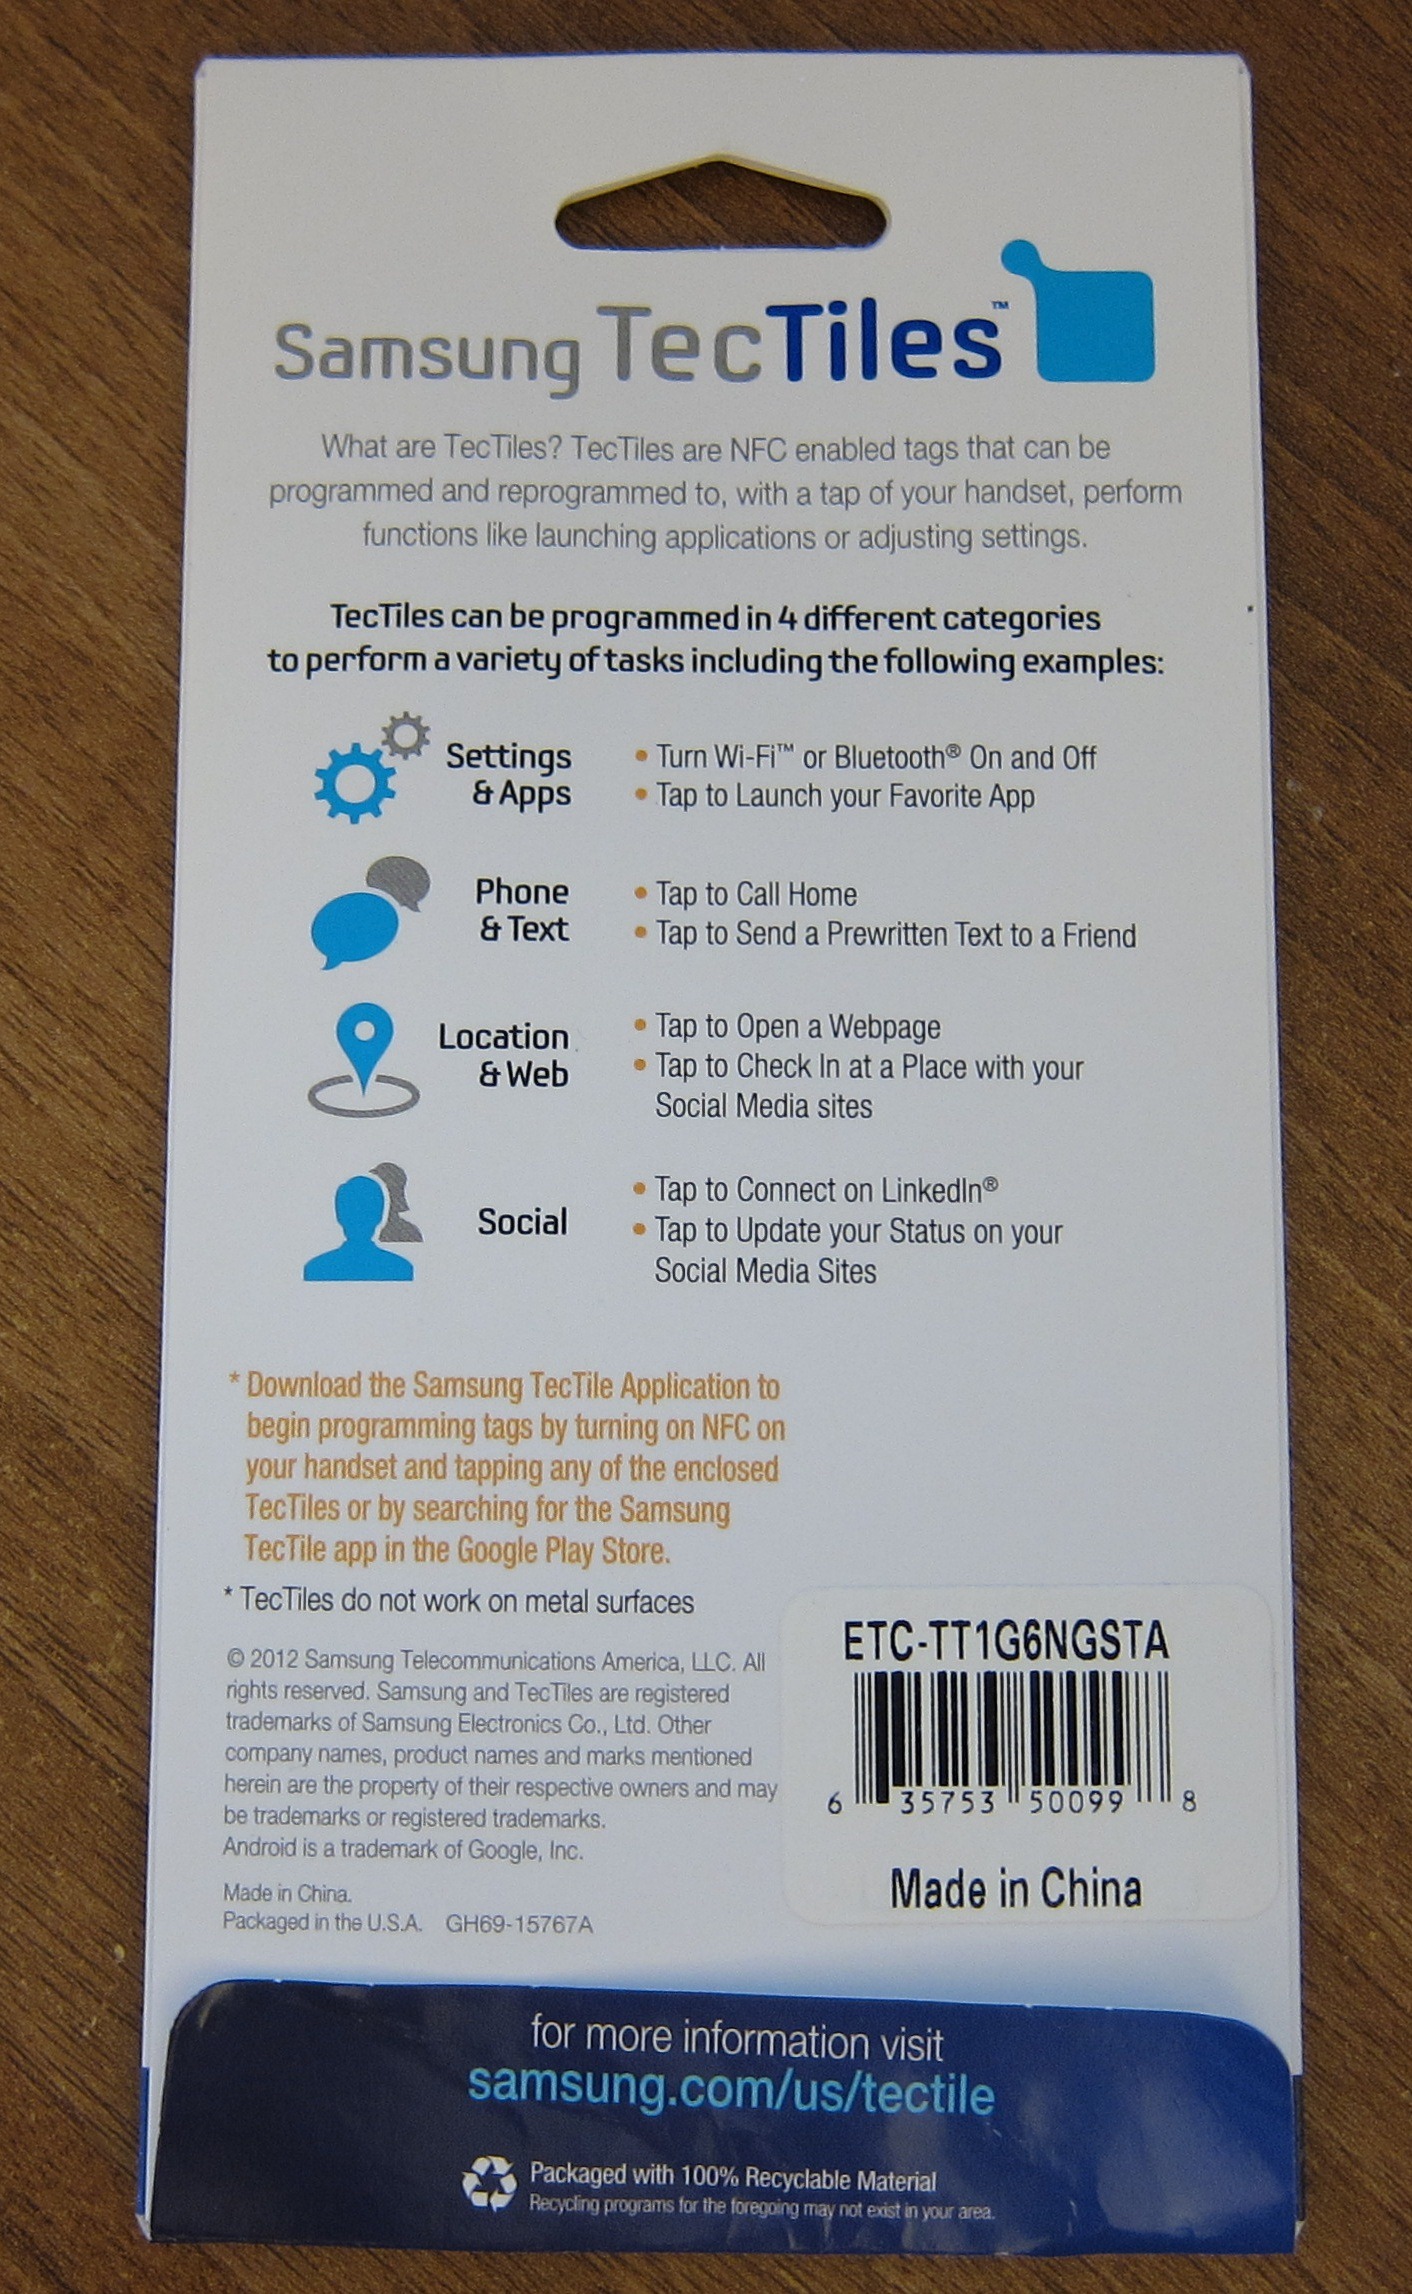 Samsung TecTiles™
What are TecTiles? TecTiles are NFC enabled tags that can be
programmed and reprogrammed to, with a tap of your handset, perform
functions like launching applications or adjusting settings.
TecTiles can be programmed in 4 different categories
to perform a variety of tasks including the following examples:
Settings
& Apps
• Turn Wi-Fi™ or Bluetooth® On and Off
• Tap to Launch your Favorite App
Phone
& Text
• Tap to Call Home
• Tap to Send a Prewritten Text to a Friend
Location
& Web
• Tap to Open a Webpage
• Tap to Check In at a Place with your
Social Media sites
Social
• Tap to Connect on LinkedIn®
• Tap to Update your Status on your
Social Media Sites
* Download the Samsung TecTile Application to
begin programming tags by turning on NFC on
your handset and tapping any of the enclosed
TecTiles or by searching for the Samsung
TecTile app in the Google Play Store.
* TecTiles do not work on metal surfaces
© 2012 Samsung Telecommunications America, LLC. All
rights reserved. Samsung and TecTiles are registered
trademarks of Samsung Electronics Co., Ltd. Other
company names, product names and marks mentioned
herein are the property of their respective owners and may
be trademarks or registered trademarks.
Android is a trademark of Google, Inc.
Made in China.
Packaged in the U.S.A. GH69-15767A
ETC-TT1G6NGSTA
6 35753 50099 8
Made in China
for more information visit
samsung.com/us/tectile
Packaged with 100% Recyclable Material
Recycling programs for the foregoing may not exist in your area.